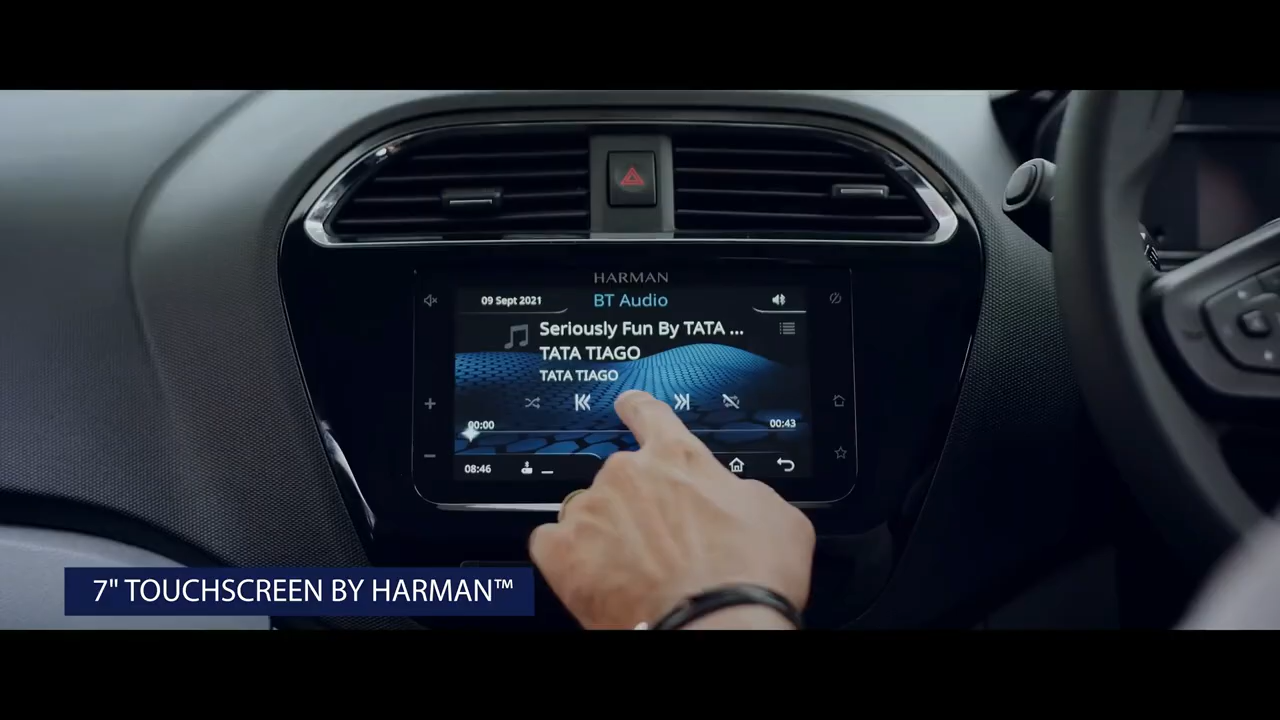 HARMAN
09 Sept 2021
BT Audio
Seriously Fun By TATA ...
TATA TIAGO
TATA TIAGO
00:00
00:43
08:46
7" TOUCHSCREEN BY HARMAN™